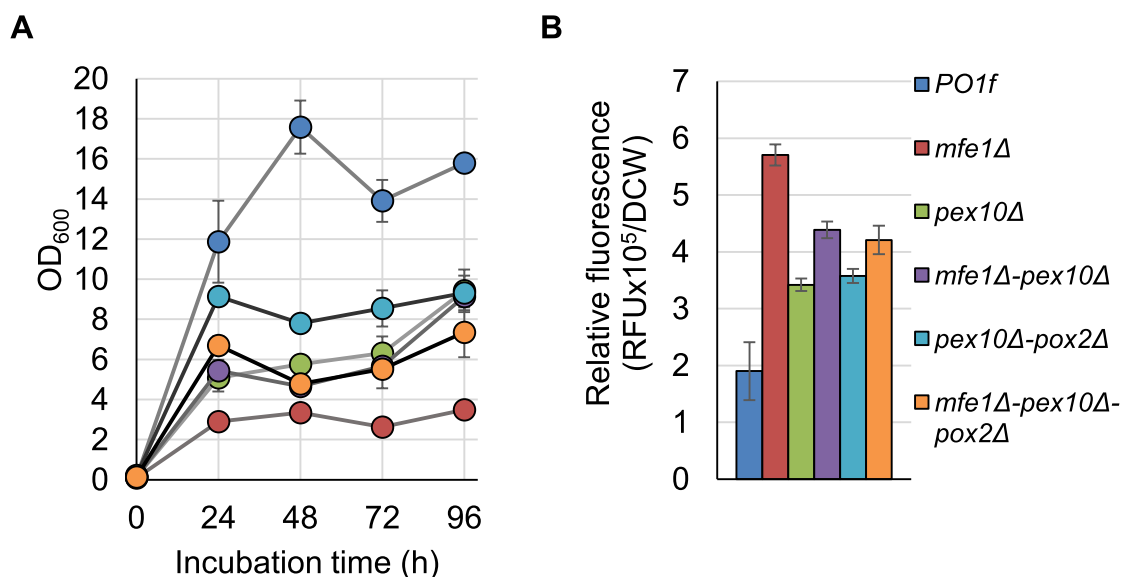 A
OD600
20
18
16
14
12
10
8
6
4
2
0
0 24 48 72 96
Incubation time (h)
B
Relative fluorescence
(RFUx10⁵/DCW)
7
6
5
4
3
2
1
0
PO1f
mfe1Δ
pex10Δ
mfe1Δ-pex10Δ
pex10Δ-pox2Δ
mfe1Δ-pex10Δ-
pox2Δ